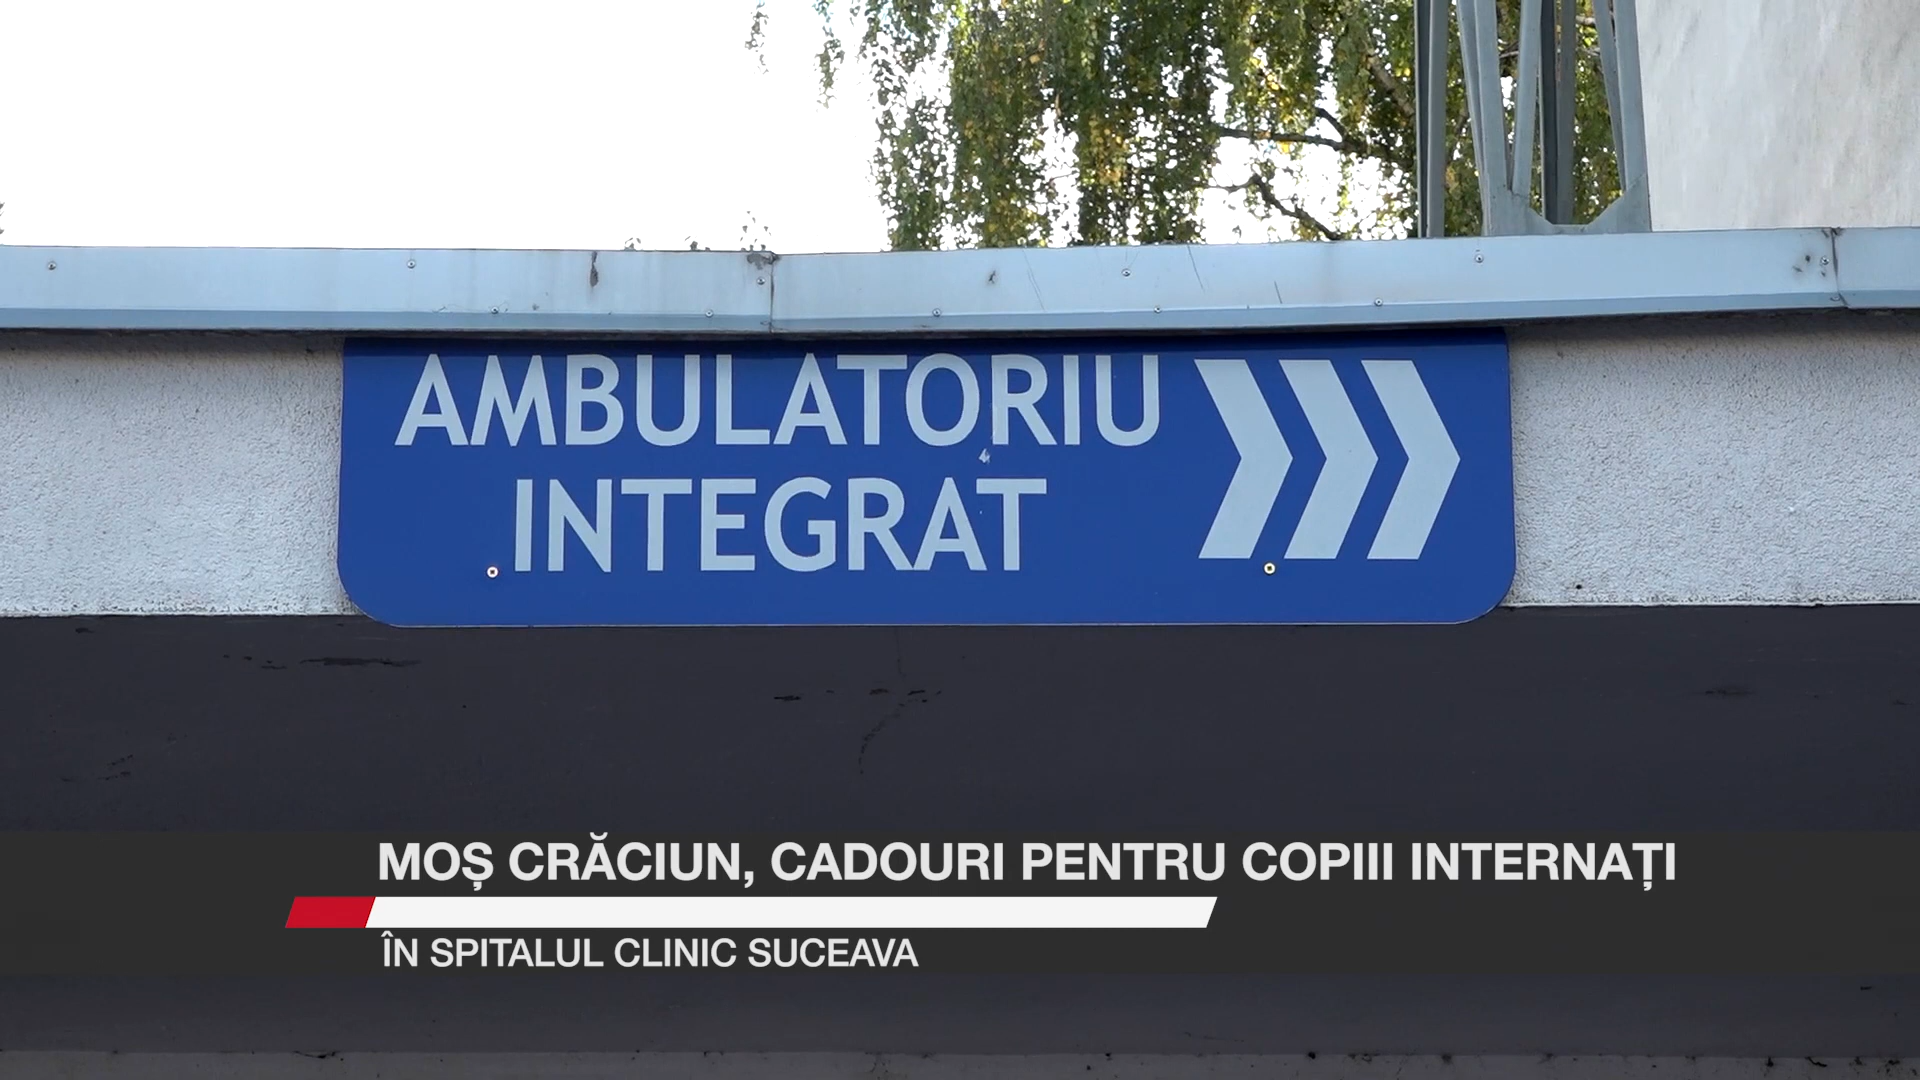 AMBULATORIU
INTEGRAT
MOȘ CRĂCIUN, CADOURI PENTRU COPIII INTERNAȚI
ÎN SPITALUL CLINIC SUCEAVA